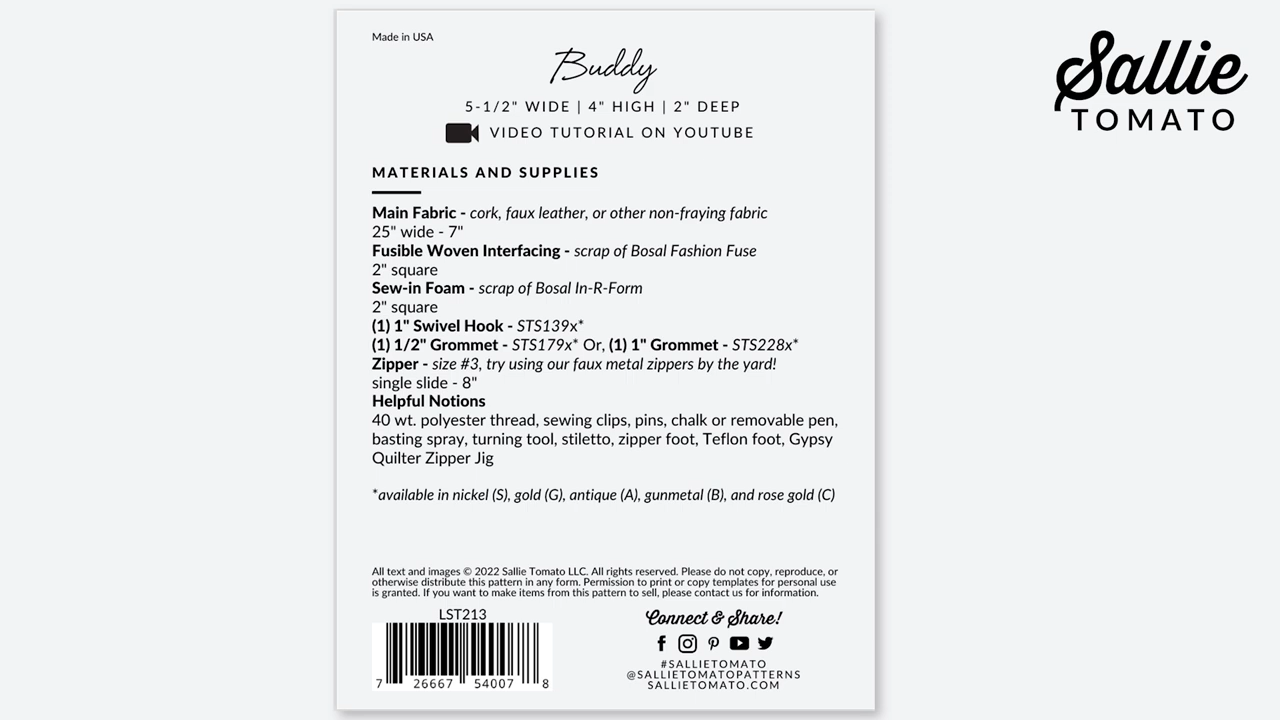 Made in USA
Buddy
5-1/2" WIDE | 4" HIGH | 2" DEEP
VIDEO TUTORIAL ON YOUTUBE
MATERIALS AND SUPPLIES
Main Fabric - cork, faux leather, or other non-fraying fabric
25" wide - 7"
Fusible Woven Interfacing - scrap of Bosal Fashion Fuse
2" square
Sew-in Foam - scrap of Bosal In-R-Form
2" square
(1) 1" Swivel Hook - STS139x*
(1) 1/2" Grommet - STS179x* Or, (1) 1" Grommet - STS228x*
Zipper - size #3, try using our faux metal zippers by the yard!
single slide - 8"
Helpful Notions
40 wt. polyester thread, sewing clips, pins, chalk or removable pen,
basting spray, turning tool, stiletto, zipper foot, Teflon foot, Gypsy
Quilter Zipper Jig
*available in nickel (S), gold (G), antique (A), gunmetal (B), and rose gold (C)
All text and images © 2022 Sallie Tomato LLC. All rights reserved. Please do not copy, reproduce, or
otherwise distribute this pattern in any form. Permission to print or copy templates for personal use
is granted. If you want to make items from this pattern to sell, please contact us for information.
LST213
7 26667 54007 8
Connect & Share!
#SALLIETOMATO
@SALLIETOMATOPATTERNS
SALLIETOMATO.COM
Sallie
TOMATO